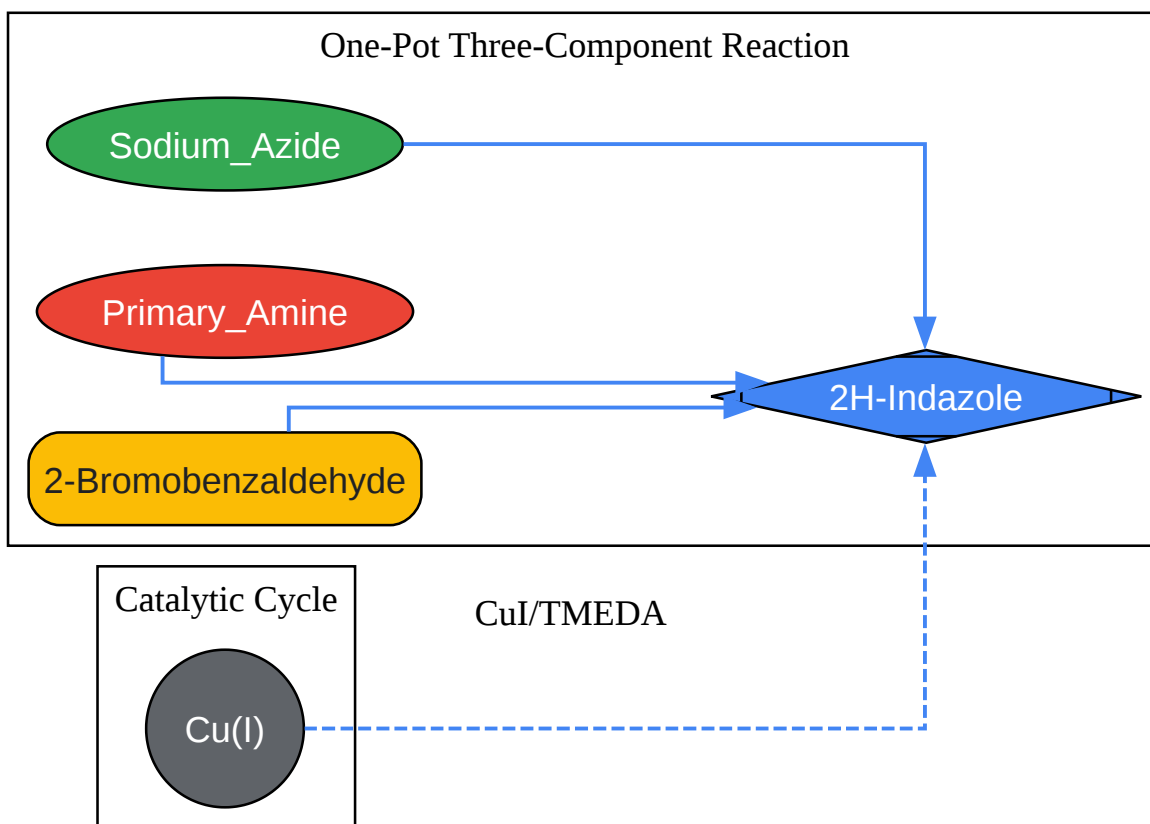 One-Pot Three-Component Reaction
Sodium_Azide
Primary_Amine
2H-Indazole
2-Bromobenzaldehyde
Catalytic Cycle
CuI/TMEDA
Cu(I)